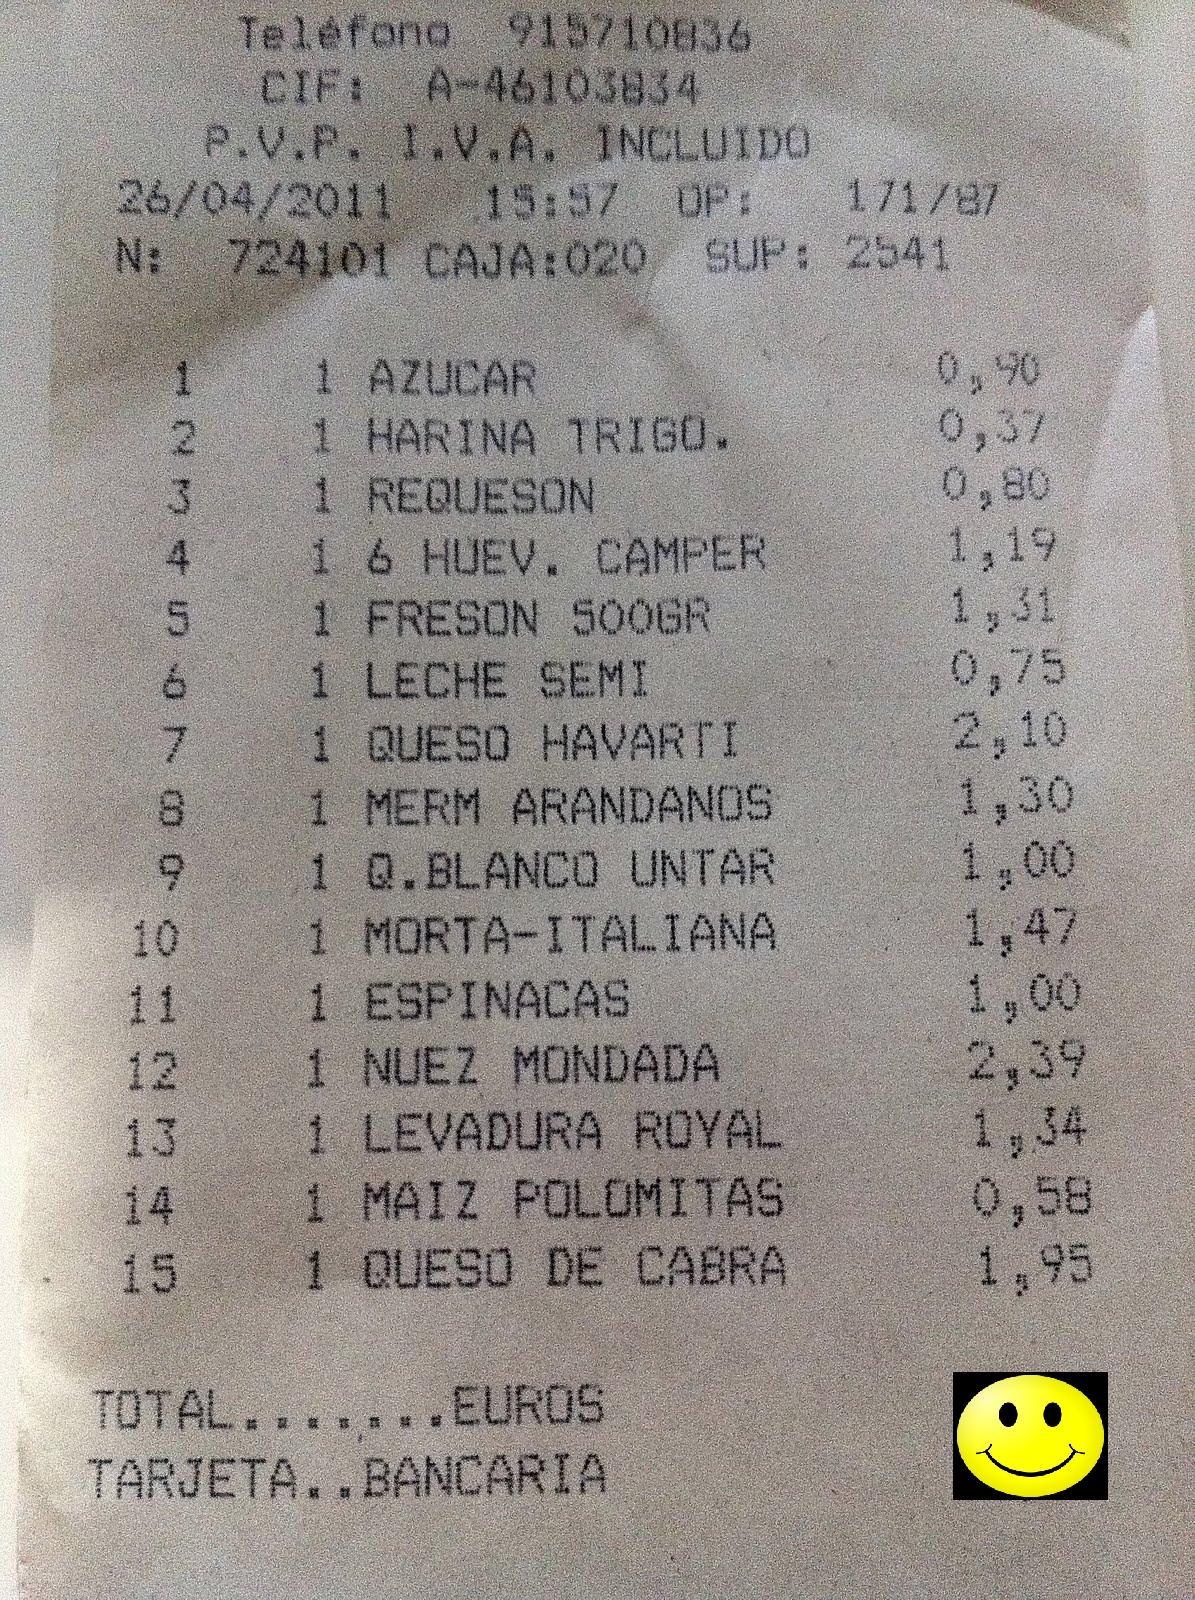 Teléfono 915710836
CIF: A-46103834
P.V.P. I.V.A. INCLUIDO
26/04/2011 15:57 OP: 171/87
N: 724101 CAJA:020 SUP: 2541
1 1 AZUCAR 0,90
2 1 HARINA TRIGO. 0,37
3 1 REQUESON 0,80
4 1 6 HUEV. CAMPER 1,19
5 1 FRESON 500GR 1,31
6 1 LECHE SEMI 0,75
7 1 QUESO HAVARTI 2,10
8 1 MERM ARANDANOS 1,30
9 1 Q.BLANCO UNTAR 1,00
10 1 MORTA-ITALIANA 1,47
11 1 ESPINACAS 1,00
12 1 NUEZ MONDADA 2,39
13 1 LEVADURA ROYAL 1,34
14 1 MAIZ POLOMITAS 0,58
15 1 QUESO DE CABRA 1,95
TOTAL.......EUROS
TARJETA..BANCARIA